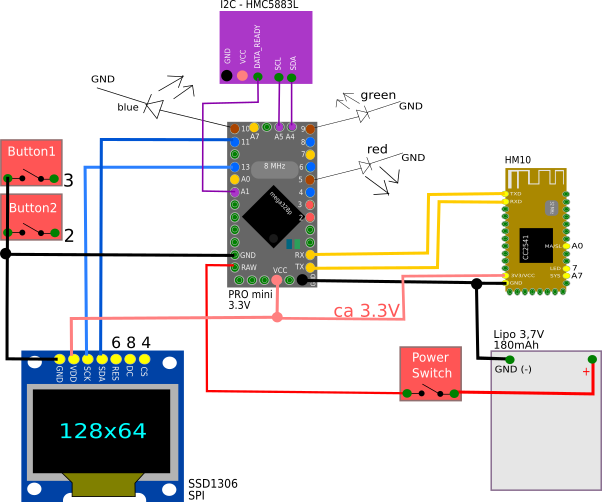 I2C - HMC5883L
GND
VCC
DATA_READY
SCL
SDA
GND
blue
green
GND
red
GND
10
A7
A5 A4
9
11
8
7
8 MHz
13
6
A0
5
A1
4
3
2
mega328p
GND
RX
RAW
TX
VCC
PRO mini
3.3V
Button1
3
Button2
2
HM10
TXD
RXD
CC2541
MA/SL
A0
LED
7
SYS
A7
3V3/VCC
GND
ca 3.3V
Lipo 3,7V
180mAh
GND (-)
+
Power
Switch
6 8 4
GND
VDD
SCK
SDA
RES
DC
CS
128x64
SSD1306
SPI